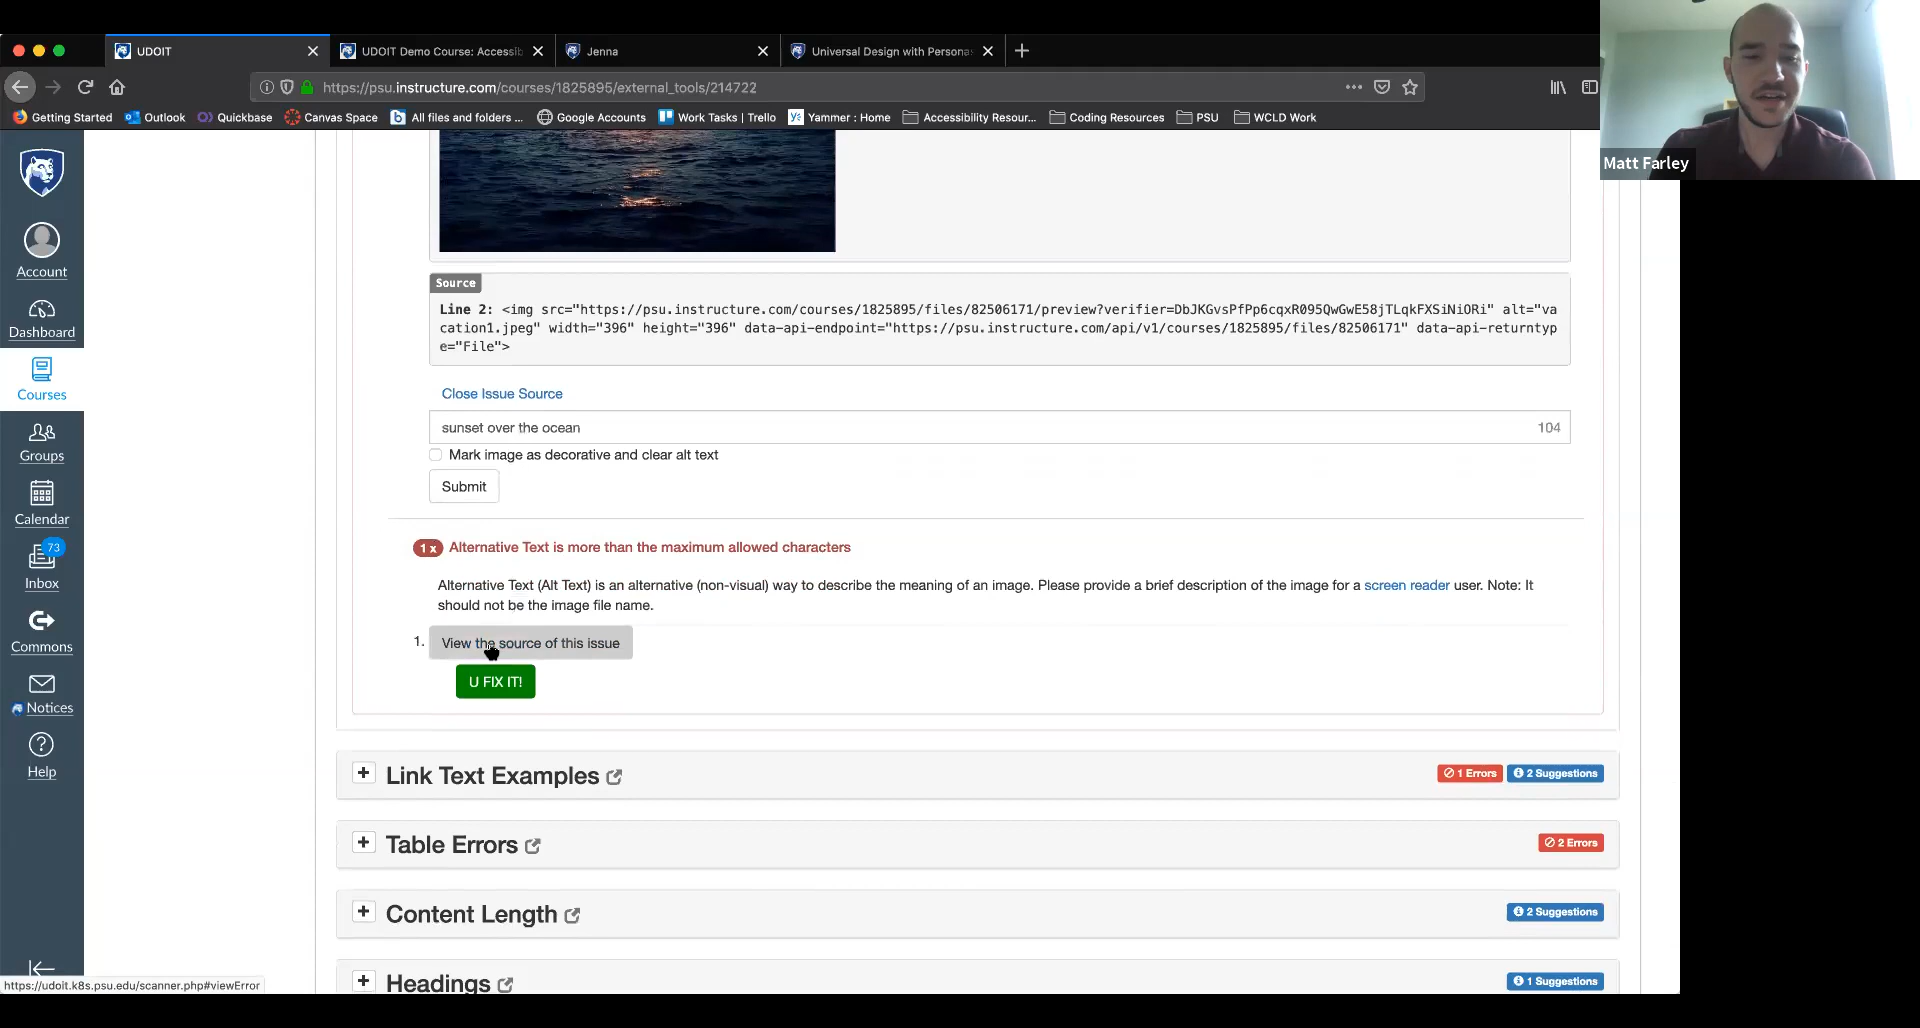 UDOIT
UDOIT Demo Course: Accessib
Jenna
Universal Design with Persona
https://psu.instructure.com/courses/1825895/external_tools/214722
Getting Started
Outlook
Quickbase
Canvas Space
All files and folders ...
Google Accounts
Work Tasks | Trello
Yammer : Home
Accessibility Resour...
Coding Resources
PSU
WCLD Work
Matt Farley
Account
Dashboard
Courses
Groups
Calendar
73
Inbox
Commons
Notices
Help
Source
Line 2: <img src="https://psu.instructure.com/courses/1825895/files/82506171/preview?verifier=DbJKGvsPfPp6cqxR095QwGwE58jTLqkFXSiNiORi" alt="va
cation1.jpeg" width="396" height="396" data-api-endpoint="https://psu.instructure.com/api/v1/courses/1825895/files/82506171" data-api-returntyp
e="File">
Close Issue Source
sunset over the ocean 104
Mark image as decorative and clear alt text
Submit
1 x Alternative Text is more than the maximum allowed characters
Alternative Text (Alt Text) is an alternative (non-visual) way to describe the meaning of an image. Please provide a brief description of the image for a screen reader user. Note: It
should not be the image file name.
1. View the source of this issue
U FIX IT!
Link Text Examples 1 Errors 2 Suggestions
Table Errors 2 Errors
Content Length 2 Suggestions
Headings 1 Suggestions
https://udoit.k8s.psu.edu/scanner.php#viewError